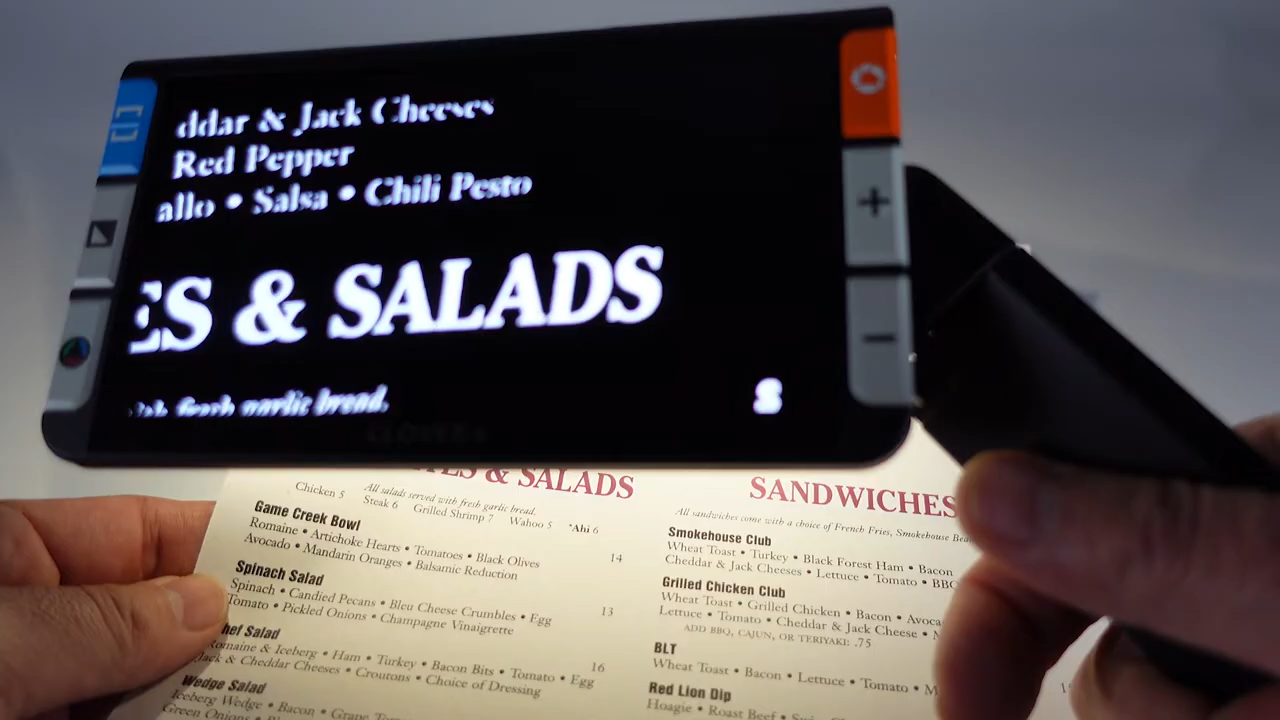 ddar & Jack Cheeses
Red Pepper
allo • Salsa • Chili Pesto
ES & SALADS
fresh garlic bread.
CLOVER
& SALADS
All salads served with fresh garlic bread.
Chicken 5 Steak 6 Grilled Shrimp 7 Wahoo 5 *Ahi 6
Game Creek Bowl
Romaine • Artichoke Hearts • Tomatoes • Black Olives 14
Avocado • Mandarin Oranges • Balsamic Reduction
Spinach Salad
Spinach • Candied Pecans • Bleu Cheese Crumbles • Egg 13
Tomato • Pickled Onions • Champagne Vinaigrette
hef Salad
Romaine & Iceberg • Ham • Turkey • Bacon Bits • Tomato • Egg 16
Jack & Cheddar Cheeses • Croutons • Choice of Dressing
Wedge Salad
Iceberg Wedge • Bacon • Grape
Green Onions •
SANDWICHES
All sandwiches come with a choice of French Fries, Smokehouse
Smokehouse Club
Wheat Toast • Turkey • Black Forest Ham • Bacon
Cheddar & Jack Cheeses • Lettuce • Tomato • BBQ
Grilled Chicken Club
Wheat Toast • Grilled Chicken • Bacon • Avoca
Lettuce • Tomato • Cheddar & Jack Cheese •
ADD BBQ, CAJUN, OR TERIYAKI .75
BLT
Wheat Toast • Bacon • Lettuce • Tomato • M
Red Lion Dip
Hoagie • Roast Beef •